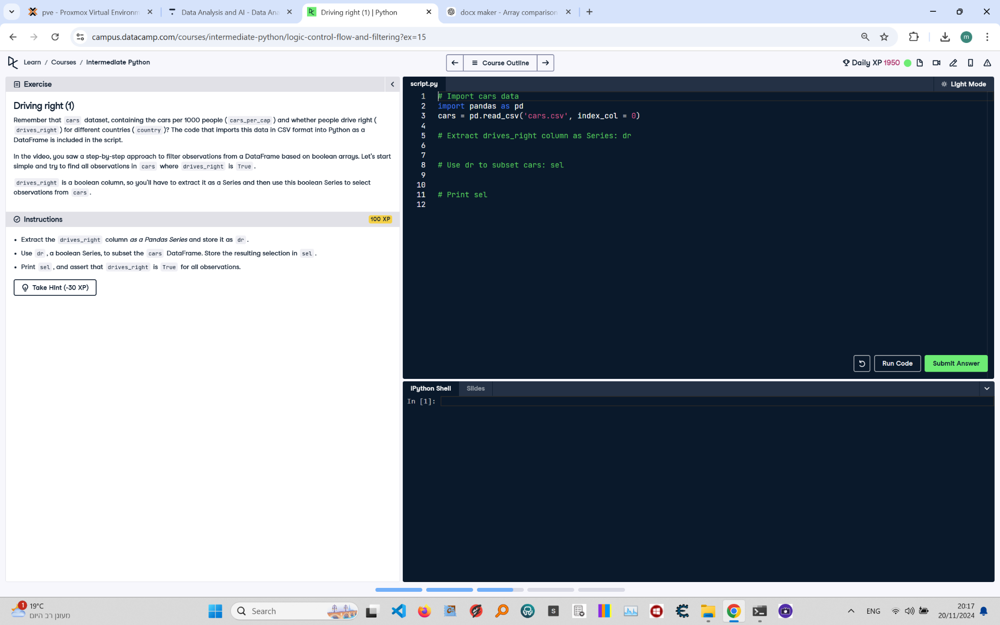 pve - Proxmox Virtual Environm
Data Analysis and AI - Data Ana
Driving right (1) | Python
docx maker - Array comparison
campus.datacamp.com/courses/intermediate-python/logic-control-flow-and-filtering?ex=15
m
Learn / Courses / Intermediate Python
Course Outline
Daily XP 1950
Exercise
Driving right (1)
Remember that cars dataset, containing the cars per 1000 people ( cars_per_cap ) and whether people drive right (
drives_right ) for different countries ( country )? The code that imports this data in CSV format into Python as a
DataFrame is included in the script.
In the video, you saw a step-by-step approach to filter observations from a DataFrame based on boolean arrays. Let's start
simple and try to find all observations in cars where drives_right is True .
drives_right is a boolean column, so you'll have to extract it as a Series and then use this boolean Series to select
observations from cars .
Instructions
100 XP
• Extract the drives_right column as a Pandas Series and store it as dr .
• Use dr , a boolean Series, to subset the cars DataFrame. Store the resulting selection in sel .
• Print sel , and assert that drives_right is True for all observations.
Take Hint (-30 XP)
script.py
Light Mode
1 # Import cars data
2 import pandas as pd
3 cars = pd.read_csv('cars.csv', index_col = 0)
4
5 # Extract drives_right column as Series: dr
6
7
8 # Use dr to subset cars: sel
9
10
11 # Print sel
12
Run Code
Submit Answer
IPython Shell
Slides
In [1]:
1
19°C
מעונן רב היום
Search
S
ENG
20:17
20/11/2024